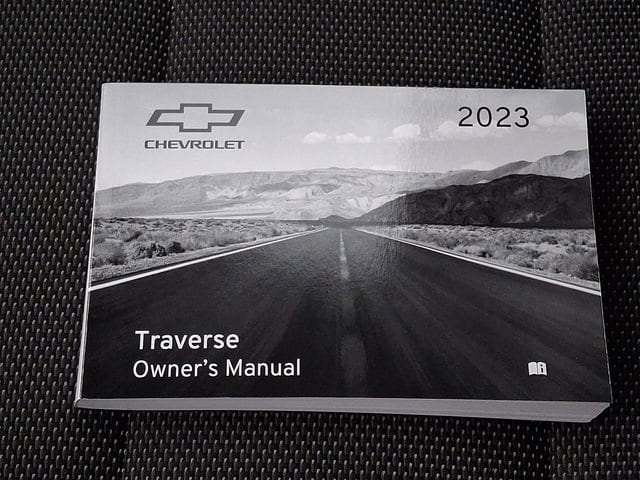 CHEVROLET
2023
Traverse
Owner's Manual